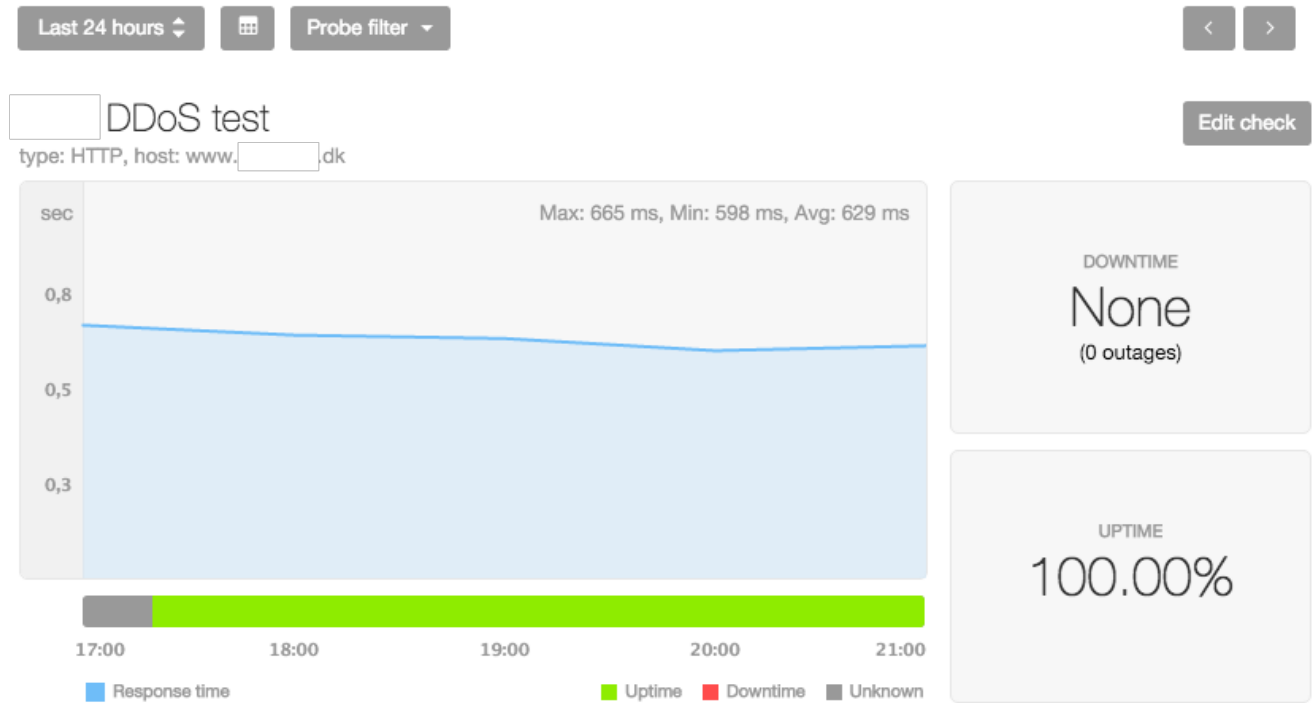 Last 24 hours Probe filter
DDoS test
Edit check
type: HTTP, host: www. .dk
sec
Max: 665 ms, Min: 598 ms, Avg: 629 ms
0,8
0,5
0,3
17:00 18:00 19:00 20:00 21:00
Response time Uptime Downtime Unknown
DOWNTIME
None
(0 outages)
UPTIME
100.00%